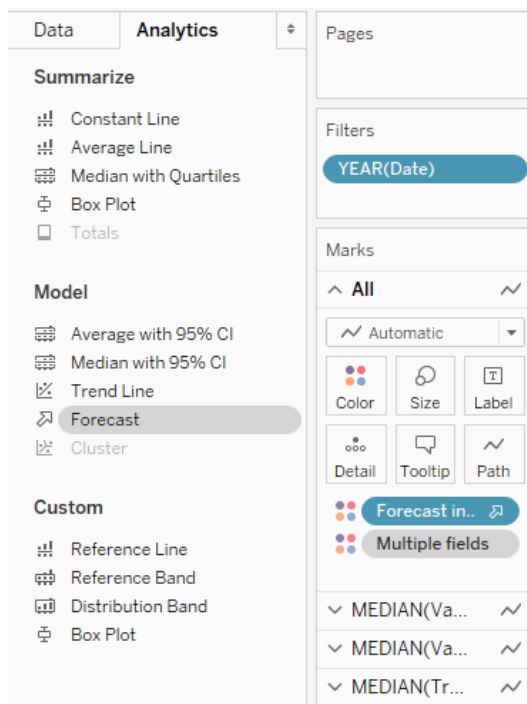 Data
Analytics
Summarize
Constant Line
Average Line
Median with Quartiles
Box Plot
Totals
Model
Average with 95% CI
Median with 95% CI
Trend Line
Forecast
Cluster
Custom
Reference Line
Reference Band
Distribution Band
Box Plot
Pages
Filters
YEAR(Date)
Marks
All
Automatic
Color
Size
T
Label
Detail
Tooltip
Path
Forecast in..
Multiple fields
MEDIAN(Va...
MEDIAN(Va...
MEDIAN(Tr...